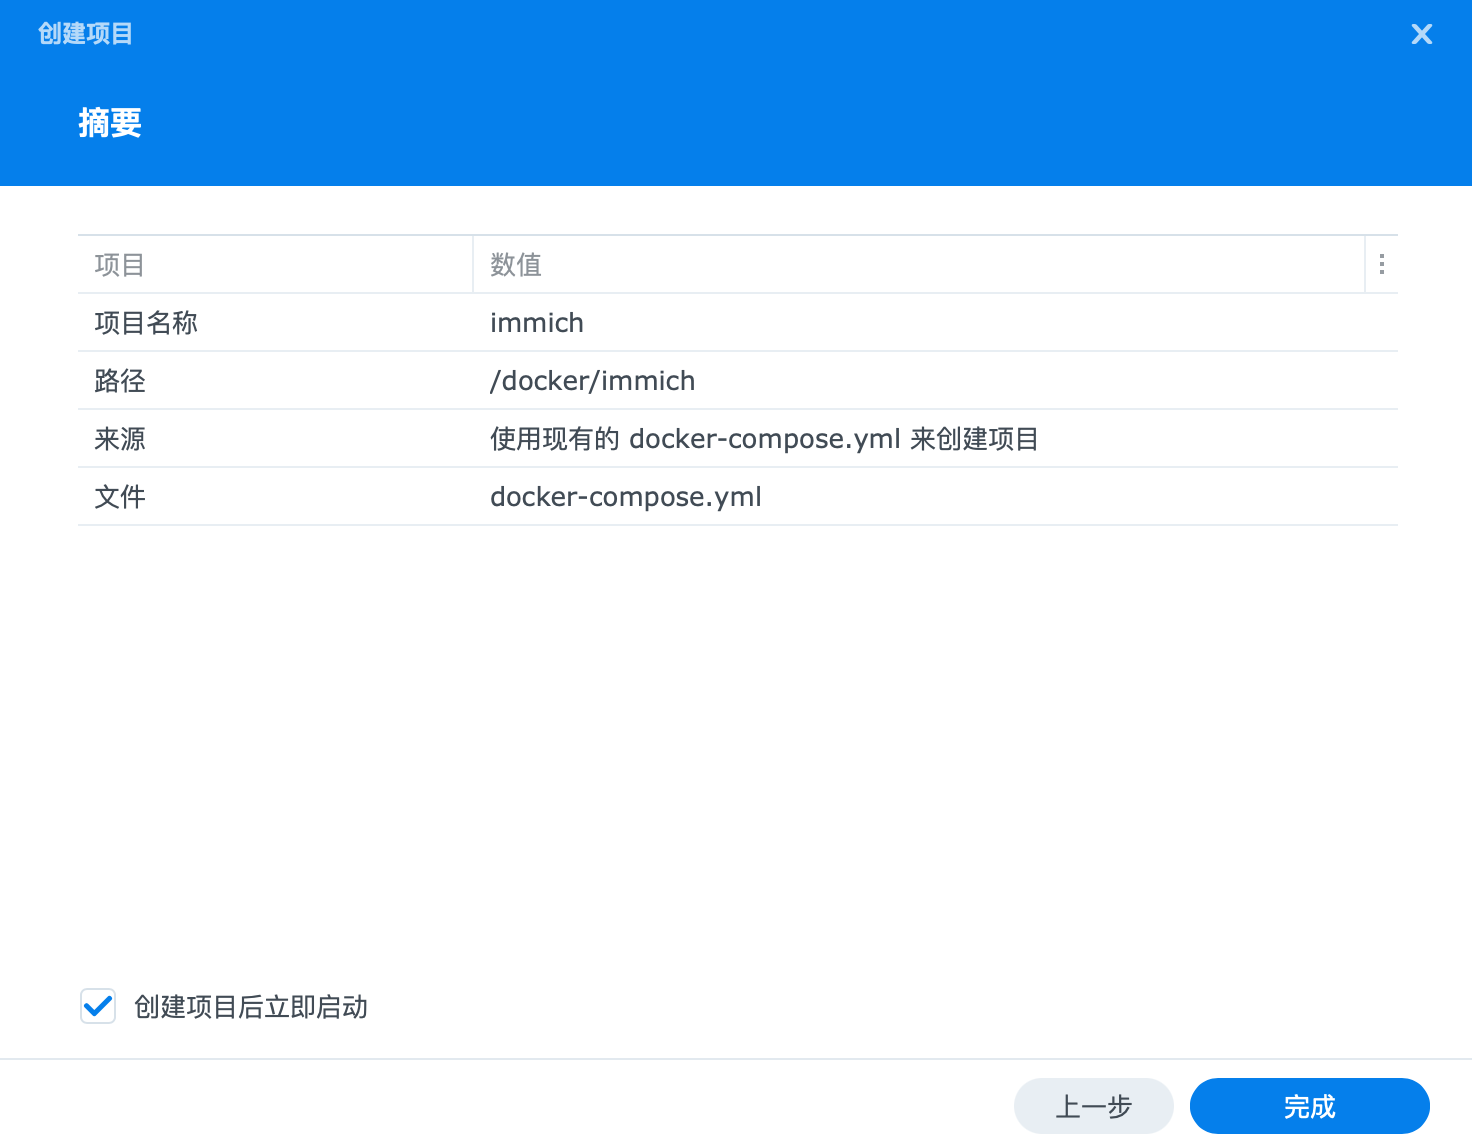 创建项目
摘要
项目 数值
项目名称 immich
路径 /docker/immich
来源 使用现有的 docker-compose.yml 来创建项目
文件 docker-compose.yml
创建项目后立即启动
上一步 完成